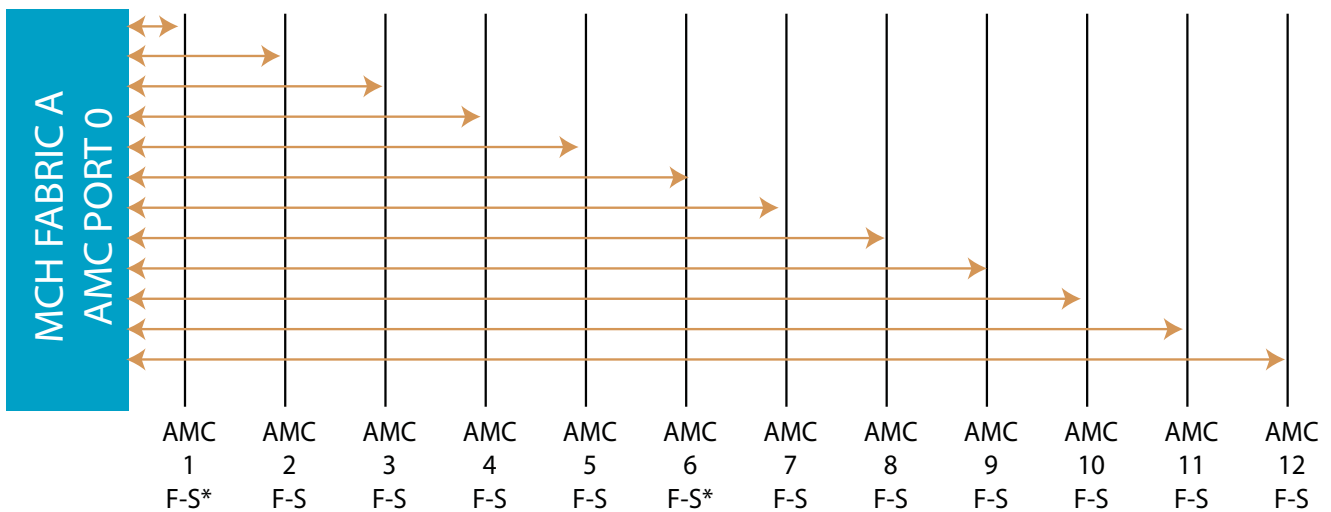 MCH FABRIC A
AMC PORT 0
AMC AMC AMC AMC AMC AMC AMC AMC AMC AMC AMC AMC
1 2 3 4 5 6 7 8 9 10 11 12
F-S* F-S F-S F-S F-S F-S* F-S F-S F-S F-S F-S F-S